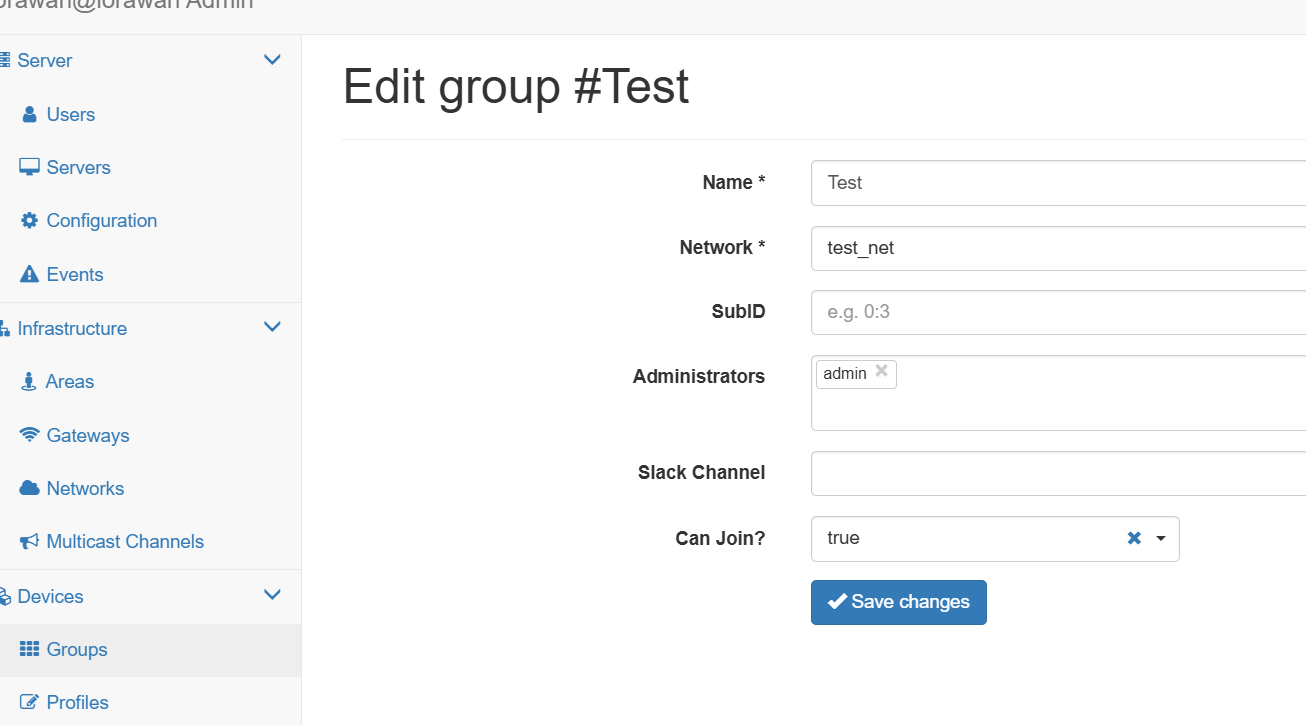 orawan@lorawan Admin
Server
Users
Servers
Configuration
Events
Infrastructure
Areas
Gateways
Networks
Multicast Channels
Devices
Groups
Profiles
Edit group #Test
Name * Test
Network * test_net
SubID e.g. 0:3
Administrators admin
Slack Channel
Can Join? true
Save changes